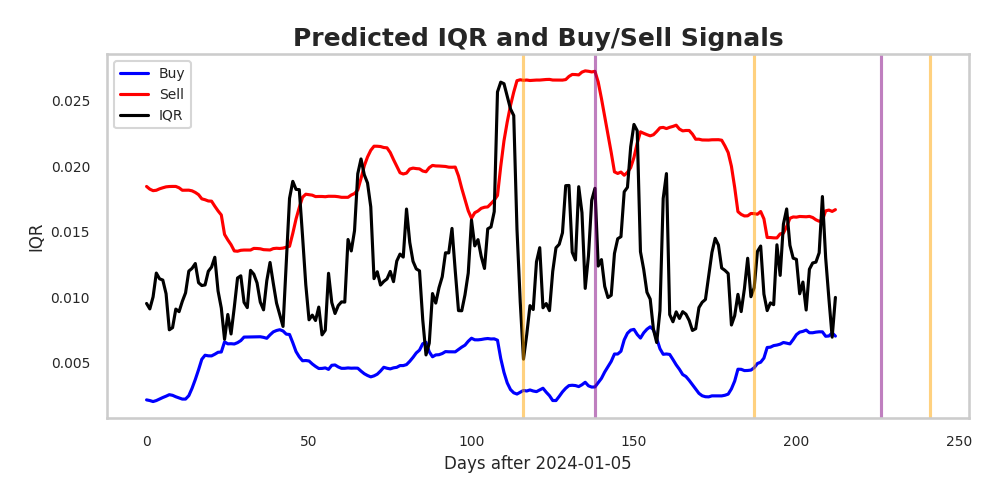 Predicted IQR and Buy/Sell Signals
Buy
Sell
IQR
0.025
0.020
0.015
0.010
0.005
IQR
0 50 100 150 200 250
Days after 2024-01-05